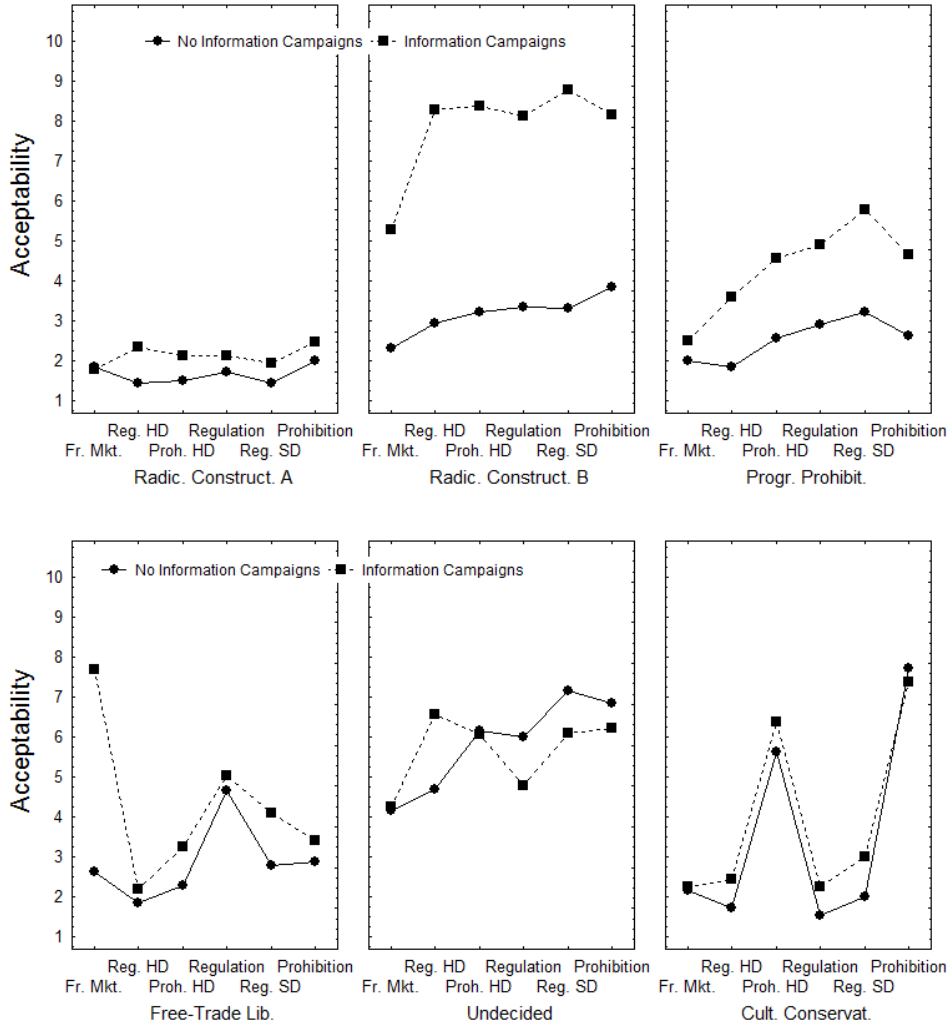 10
9
8
7
6
5
4
3
2
1
Acceptability
No Information Campaigns Information Campaigns
Reg. HD Regulation Prohibition Reg. HD Regulation Prohibition Reg. HD Regulation Prohibition
Fr. Mkt. Proh. HD Reg. SD Fr. Mkt. Proh. HD Reg. SD Fr. Mkt. Proh. HD Reg. SD
Radic. Construct. A Radic. Construct. B Progr. Prohibit.
10
9
8
7
6
5
4
3
2
1
Acceptability
No Information Campaigns Information Campaigns
Reg. HD Regulation Prohibition Reg. HD Regulation Prohibition Reg. HD Regulation Prohibition
Fr. Mkt. Proh. HD Reg. SD Fr. Mkt. Proh. HD Reg. SD Fr. Mkt. Proh. HD Reg. SD
Free-Trade Lib. Undecided Cult. Conservat.